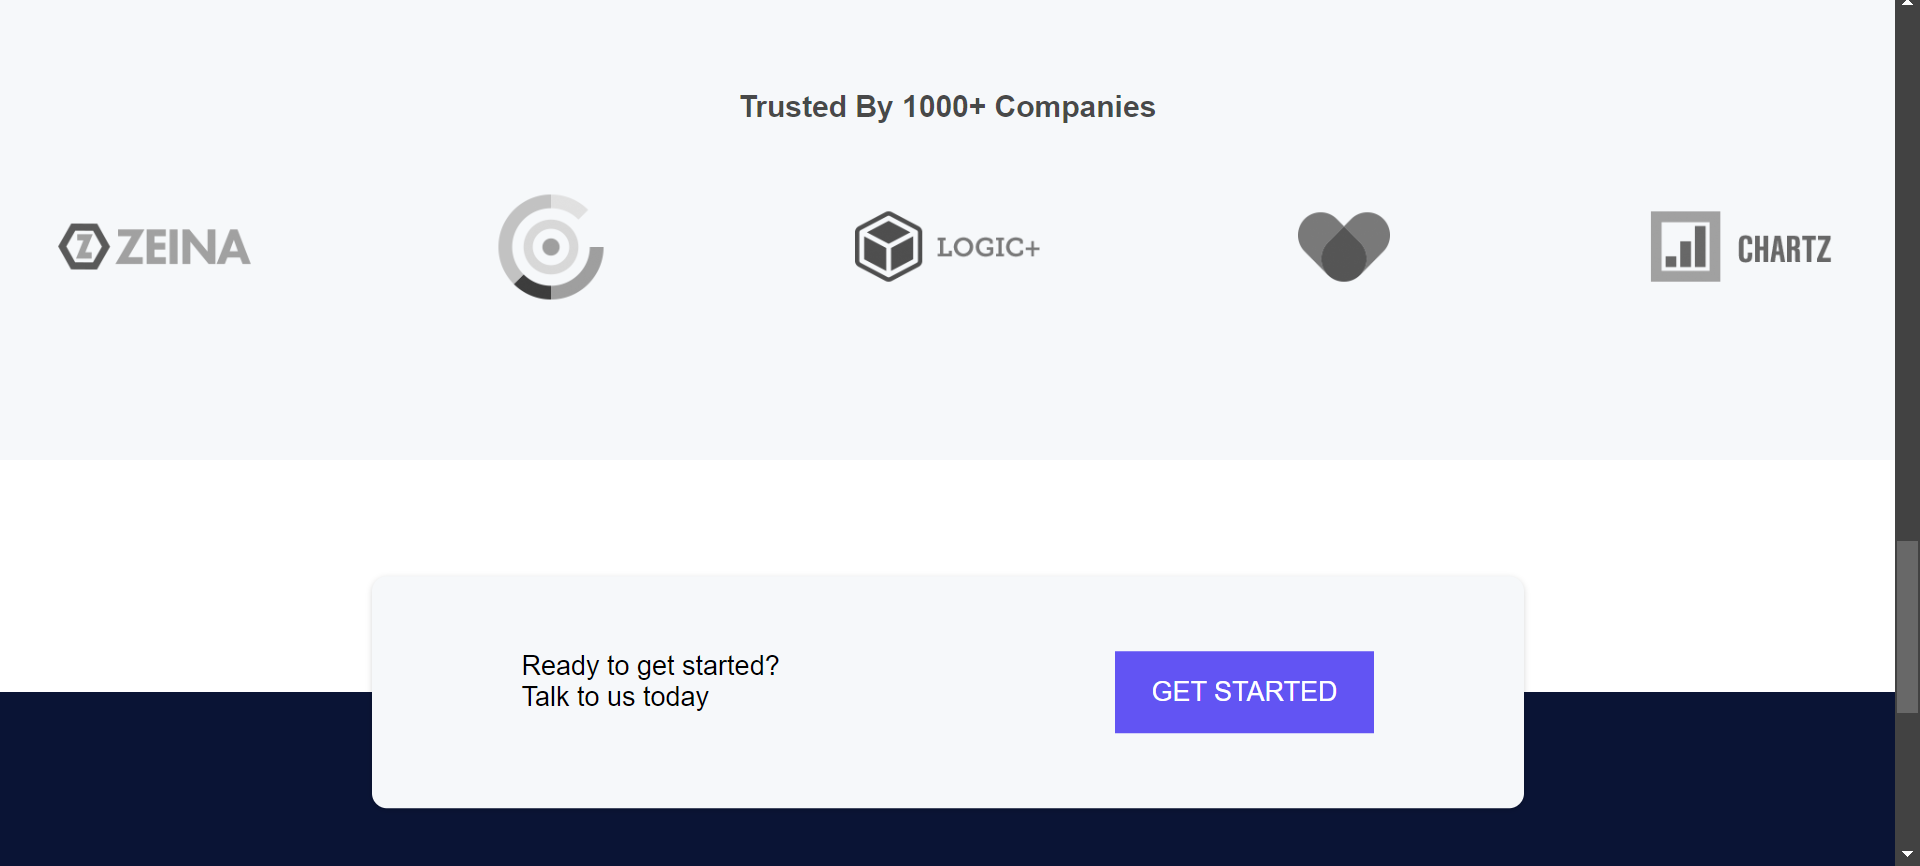 Trusted By 1000+ Companies
Z ZEINA
LOGIC+
CHARTZ
Ready to get started?
Talk to us today
GET STARTED